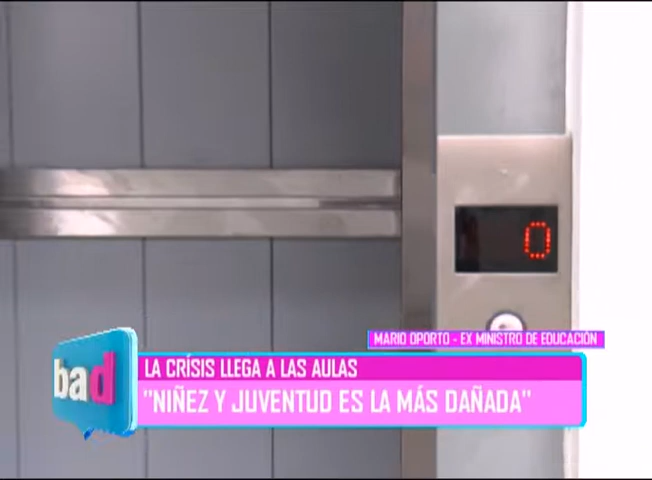 0
MARIO OPORTO - EX MINISTRO DE EDUCACIÓN
bad
LA CRÍSIS LLEGA A LAS AULAS
"NIÑEZ Y JUVENTUD ES LA MÁS DAÑADA"